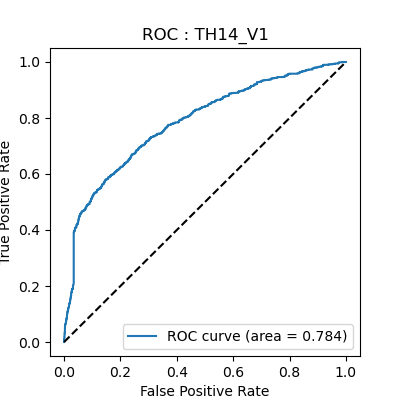 ROC : TH14_V1
True Positive Rate
1.0
0.8
0.6
0.4
0.2
0.0
ROC curve (area = 0.784)
0.0 0.2 0.4 0.6 0.8 1.0
False Positive Rate